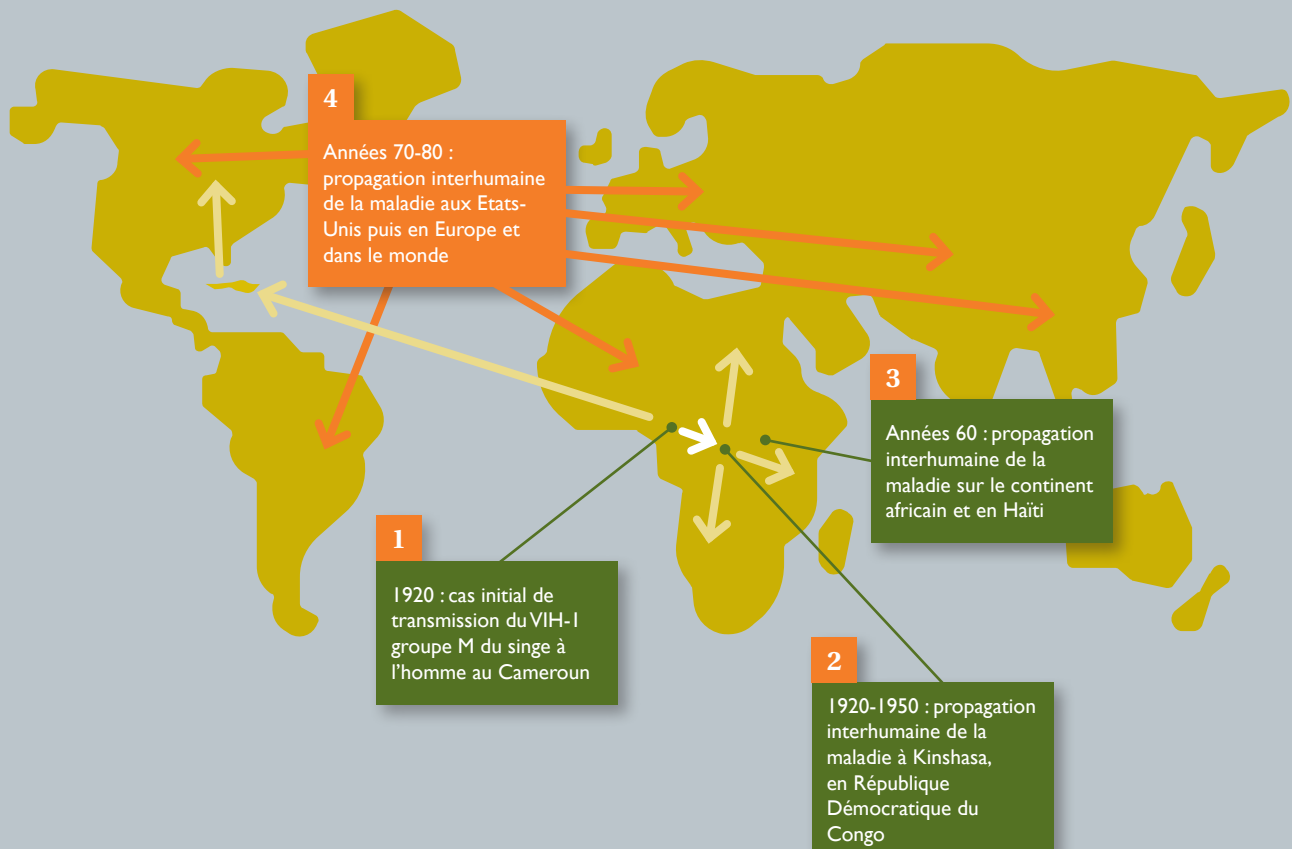 1
1920 : cas initial de
transmission du VIH-1
groupe M du singe à
l’homme au Cameroun
2
1920-1950 : propagation
interhumaine de la
maladie à Kinshasa,
en République
Démocratique du
Congo
3
Années 60 : propagation
interhumaine de la
maladie sur le continent
africain et en Haïti
4
Années 70-80 :
propagation interhumaine
de la maladie aux Etats-
Unis puis en Europe et
dans le monde